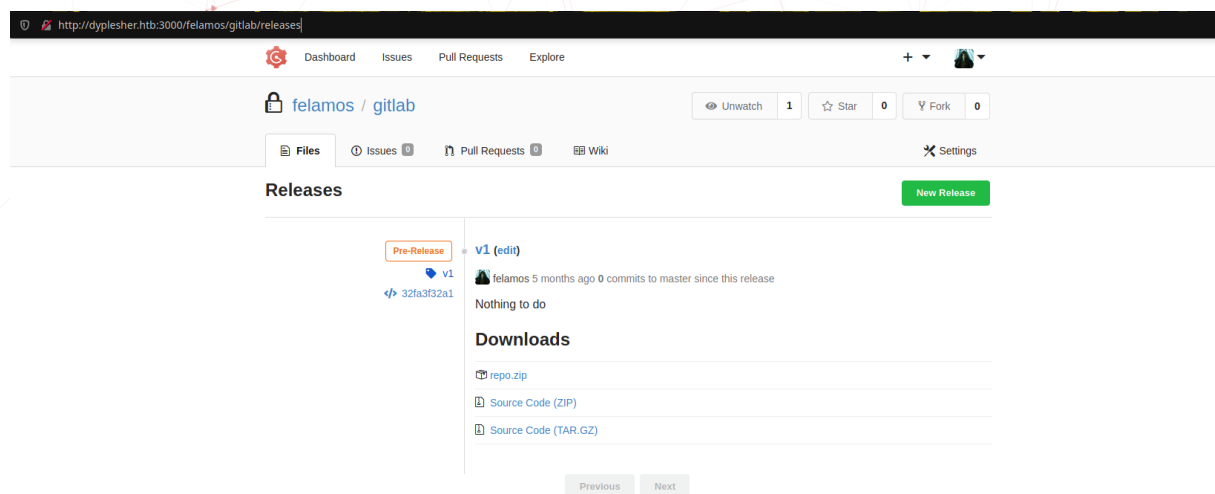 http://dyplesher.htb:3000/felamos/gitlab/releases
Dashboard Issues Pull Requests Explore +
felamos / gitlab Unwatch 1 Star 0 Fork 0
Files Issues 0 Pull Requests 0 Wiki Settings
Releases New Release
Pre-Release v1 (edit)
v1 felamos 5 months ago 0 commits to master since this release
32fa3f32a1
Nothing to do
Downloads
repo.zip
Source Code (ZIP)
Source Code (TAR.GZ)
Previous Next